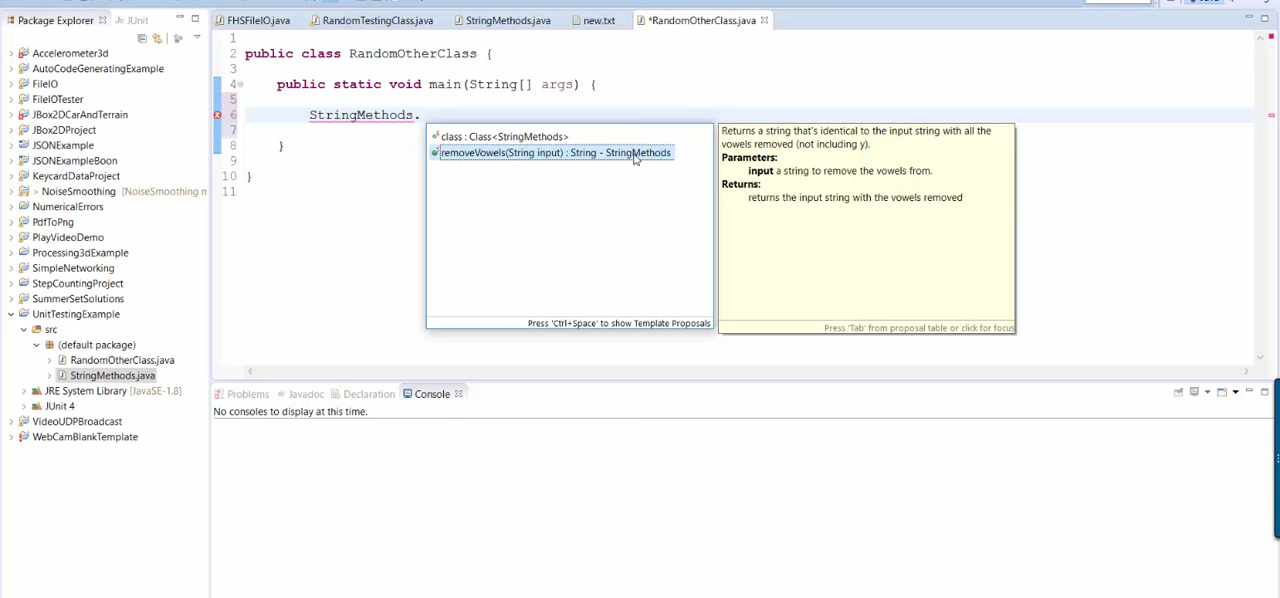 Package Explorer JUnit
Accelerometer3d
AutoCodeGeneratingExample
FileIO
FileIOTester
JBox2DCarAndTerrain
JBox2DProject
JSONExample
JSONExampleBoon
KeycardDataProject
> NoiseSmoothing [NoiseSmoothing m
NumericalErrors
PdfToPng
PlayVideoDemo
Processing3dExample
SimpleNetworking
StepCountingProject
SummerSetSolutions
UnitTestingExample
src
(default package)
RandomOtherClass.java
StringMethods.java
JRE System Library [JavaSE-1.8]
JUnit 4
VideoUDPBroadcast
WebCamBlankTemplate
FHSFileIO.java RandomTestingClass.java StringMethods.java new.txt *RandomOtherClass.java
1
2 public class RandomOtherClass {
3
4 public static void main(String[] args) {
5
6 StringMethods.
7
8 }
9
10 }
11
class : Class<StringMethods>
removeVowels(String input) : String - StringMethods
Press 'Ctrl+Space' to show Template Proposals
Returns a string that's identical to the input string with all the
vowels removed (not including y).
Parameters:
input a string to remove the vowels from.
Returns:
returns the input string with the vowels removed
Press 'Tab' from proposal table or click for focus
Problems Javadoc Declaration Console
No consoles to display at this time.